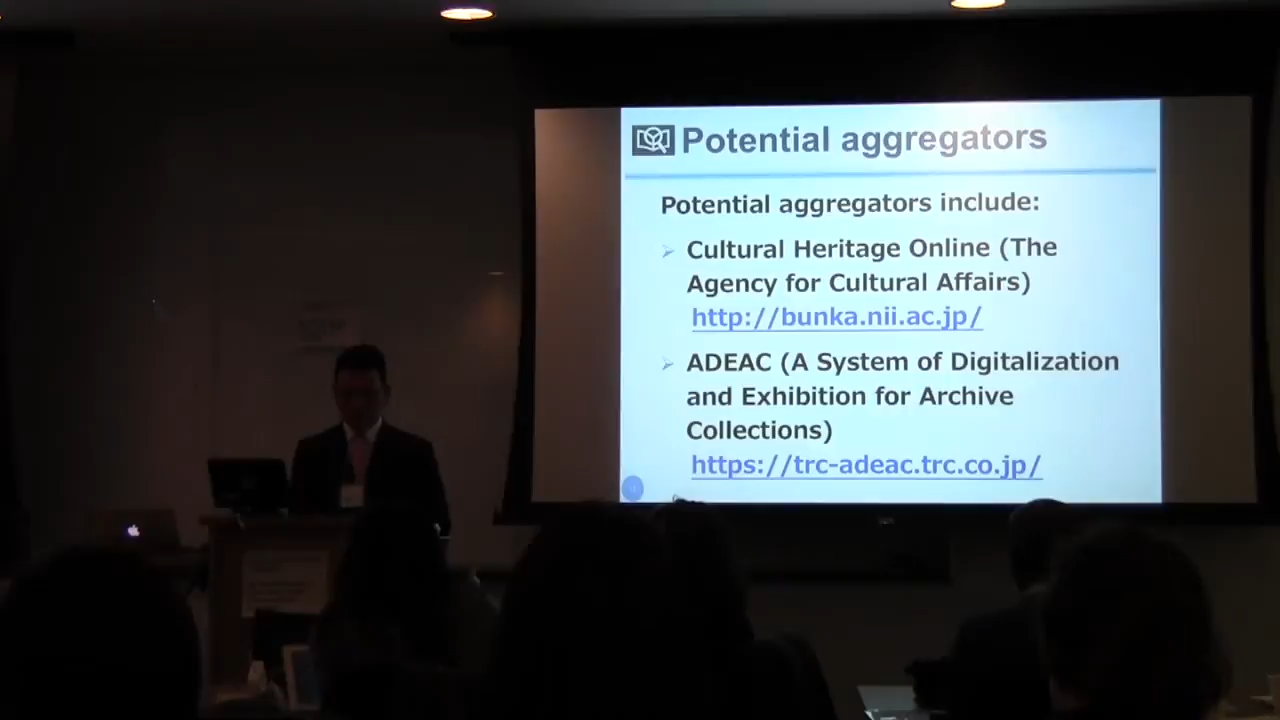 Potential aggregators
Potential aggregators include:
Cultural Heritage Online (The
Agency for Cultural Affairs)
http://bunka.nii.ac.jp/
ADEAC (A System of Digitalization
and Exhibition for Archive
Collections)
https://trc-adeac.trc.co.jp/